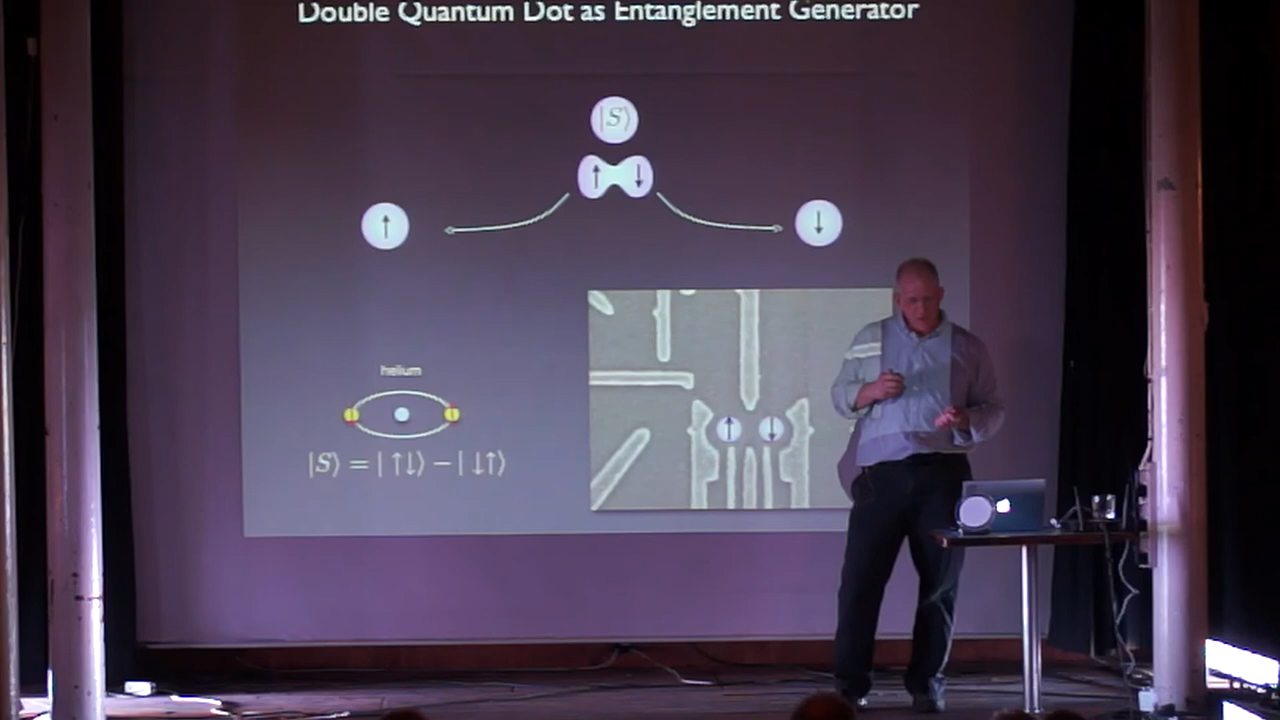 Double Quantum Dot as Entanglement Generator
|S⟩
↑ ↓
↑ ↓
helium
↑ ↓
|S⟩ = |↑↓⟩ − |↓↑⟩